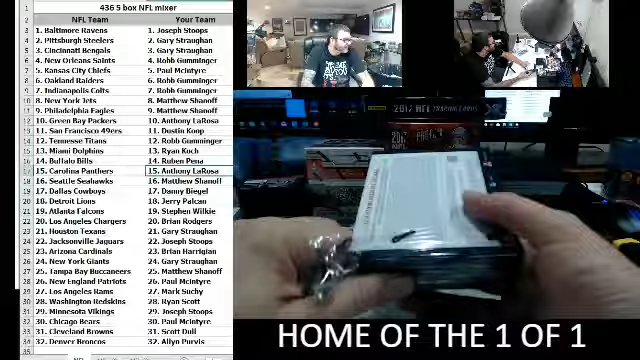 436 5 box NFL mixer
NFL Team Your Team
1. Baltimore Ravens 1. Joseph Stoops
2. Pittsburgh Steelers 2. Gary Straughan
3. Cincinnati Bengals 3. Gary Straughan
4. New Orleans Saints 4. Robb Gumminger
5. Kansas City Chiefs 5. Paul McIntyre
6. Oakland Raiders 6. Robb Gumminger
7. Indianapolis Colts 7. Robb Gumminger
8. New York Jets 8. Matthew Shanoff
9. Philadelphia Eagles 9. Matthew Shanoff
10. Green Bay Packers 10. Anthony LaRosa
11. San Francisco 49ers 11. Dustin Koop
12. Tennesse Titans 12. Robb Gumminger
13. Miami Dolphins 13. Ryan Koch
14. Buffalo Bills 14. Ruben Pena
15. Carolina Panthers 15. Anthony LaRosa
16. Seattle Seahawks 16. Matthew Shanoff
17. Dallas Cowboys 17. Danny Biegel
18. Detroit Lions 18. Jerry Palcan
19. Atlanta Falcons 19. Stephen Wilkie
20. Los Angeles Chargers 20. Brian Rodgers
21. Houston Texans 21. Gary Straughan
22. Jacksonville Jaguars 22. Joseph Stoops
23. Arizona Cardinals 23. Brian Harrigian
24. New York Giants 24. Gary Straughan
25. Tampa Bay Buccaneers 25. Matthew Shanoff
26. New England Patriots 26. Paul McIntyre
27. Los Angeles Rams 27. Mark Suchy
28. Washington Redskins 28. Ryan Scott
29. Minnesota Vikings 29. Joseph Stoops
30. Chicago Bears 30. Paul McIntyre
31. Cleveland Browns 31. Scott Dull
32. Denver Broncos 32. Allyn Purvis
2017 NFL TRADING CARDS
HOME OF THE 1 OF 1